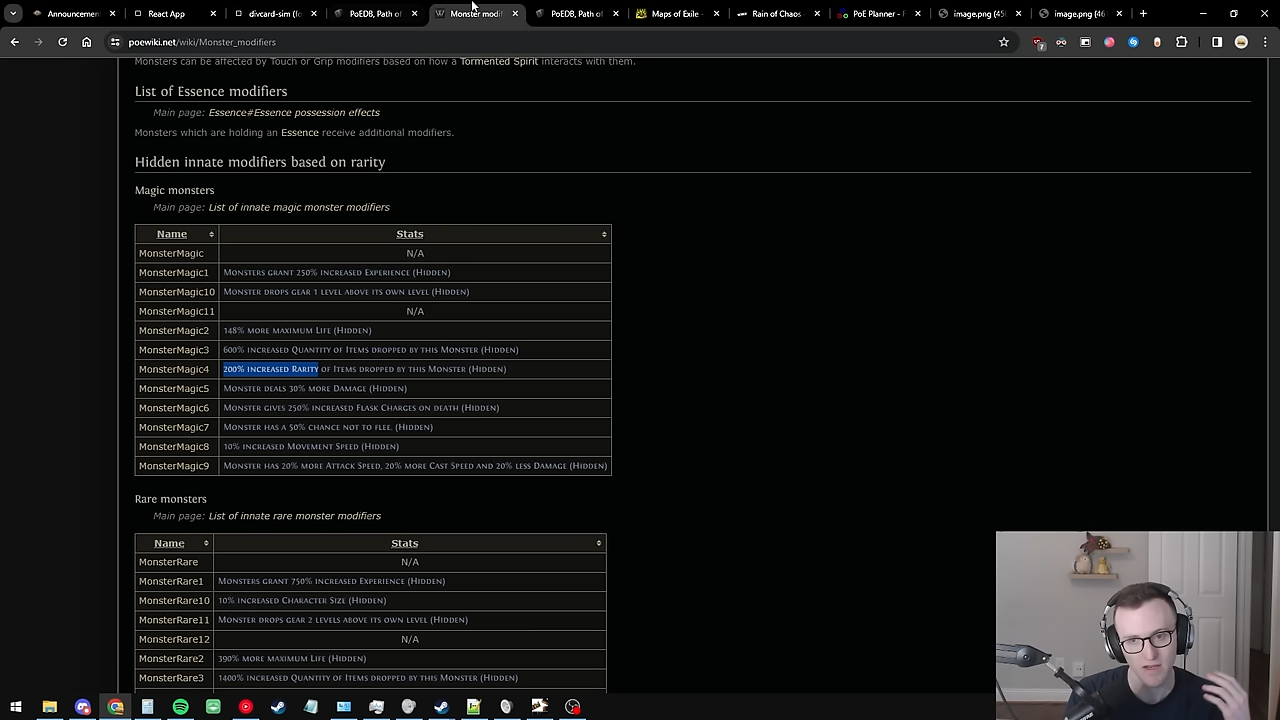 Announcement
React App
divcard-sim (fo
PoEDB, Path of
Monster modif
PoEDB, Path of
Maps of Exile -
Rain of Chaos
PoE Planner - F
image.png (45
image.png (46
poewiki.net/wiki/Monster_modifiers
7
Monsters can be affected by Touch or Grip modifiers based on how a Tormented Spirit interacts with them.
List of Essence modifiers
Main page: Essence#Essence possession effects
Monsters which are holding an Essence receive additional modifiers.
Hidden innate modifiers based on rarity
Magic monsters
Main page: List of innate magic monster modifiers
Name Stats
MonsterMagic N/A
MonsterMagic1 Monsters grant 250% increased Experience (Hidden)
MonsterMagic10 Monster drops gear 1 level above its own level (Hidden)
MonsterMagic11 N/A
MonsterMagic2 148% more maximum Life (Hidden)
MonsterMagic3 600% increased Quantity of Items dropped by this Monster (Hidden)
MonsterMagic4 200% increased Rarity of Items dropped by this Monster (Hidden)
MonsterMagic5 Monster deals 30% more Damage (Hidden)
MonsterMagic6 Monster gives 250% increased Flask Charges on death (Hidden)
MonsterMagic7 Monster has a 50% chance not to flee. (Hidden)
MonsterMagic8 10% increased Movement Speed (Hidden)
MonsterMagic9 Monster has 20% more Attack Speed, 20% more Cast Speed and 20% less Damage (Hidden)
Rare monsters
Main page: List of innate rare monster modifiers
Name Stats
MonsterRare N/A
MonsterRare1 Monsters grant 750% increased Experience (Hidden)
MonsterRare10 10% increased Character Size (Hidden)
MonsterRare11 Monster drops gear 2 levels above its own level (Hidden)
MonsterRare12 N/A
MonsterRare2 390% more maximum Life (Hidden)
MonsterRare3 1400% increased Quantity of Items dropped by this Monster (Hidden)